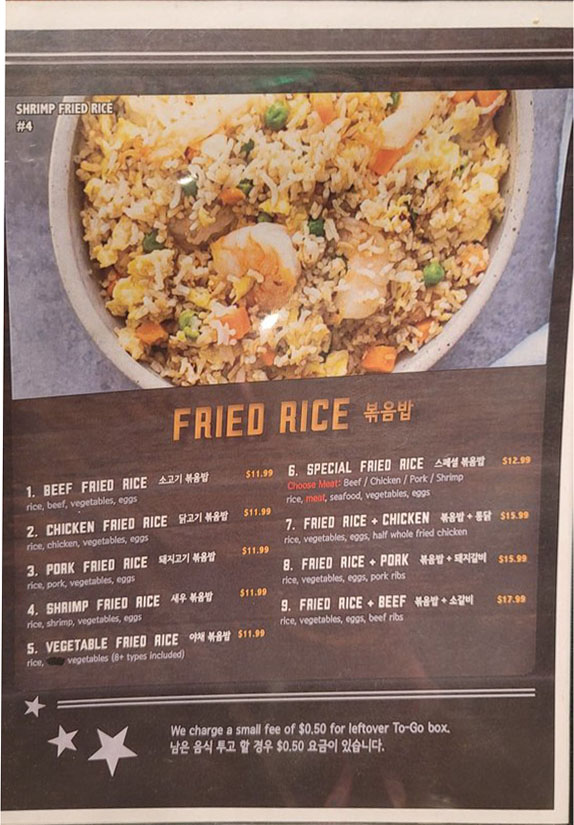 SHRIMP FRIED RICE
#4
FRIED RICE 볶음밥
1. BEEF FRIED RICE 소고기 볶음밥 $11.99
rice, beef, vegetables, eggs
2. CHICKEN FRIED RICE 닭고기 볶음밥 $11.99
rice, chicken, vegetables, eggs
3. PORK FRIED RICE 돼지고기 볶음밥 $11.99
rice, pork, vegetables, eggs
4. SHRIMP FRIED RICE 새우 볶음밥 $11.99
rice, shrimp, vegetables, eggs
5. VEGETABLE FRIED RICE 야채 볶음밥 $11.99
rice, vegetables (8+ types included)
6. SPECIAL FRIED RICE 스페셜 볶음밥 $12.99
Choose Meat: Beef / Chicken / Pork / Shrimp
rice, meat, seafood, vegetables, eggs
7. FRIED RICE + CHICKEN 볶음밥 + 통닭 $15.99
rice, vegetables, eggs, half whole fried chicken
8. FRIED RICE + PORK 볶음밥 + 돼지갈비 $15.99
rice, vegetables, eggs, pork ribs
9. FRIED RICE + BEEF 볶음밥 + 소갈비 $17.99
rice, vegetables, eggs, beef ribs
We charge a small fee of $0.50 for leftover To-Go box.
남은 음식 투고 할 경우 $0.50 요금이 있습니다.